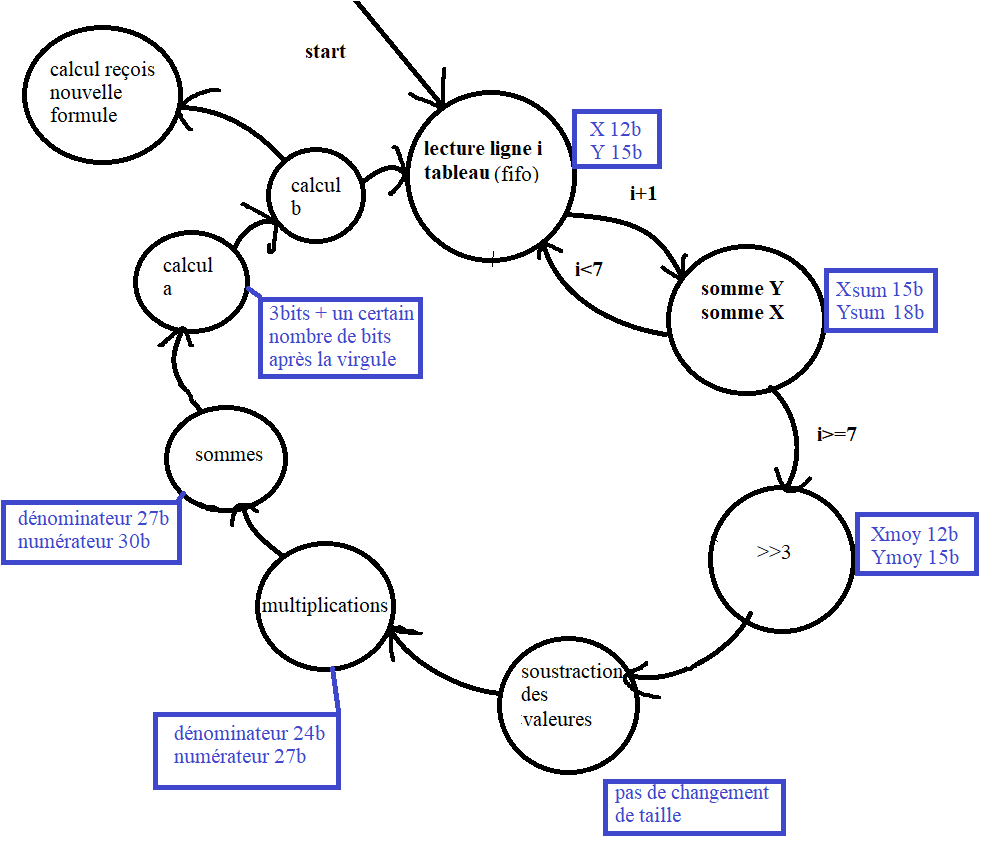 start
calcul reçois
nouvelle
formule
lecture ligne i
tableau (fifo)
X 12b
Y 15b
calcul
b
i+1
i<7
calcul
a
somme Y
somme X
Xsum 15b
Ysum 18b
3bits + un certain
nombre de bits
après la virgule
i>=7
sommes
dénominateur 27b
numérateur 30b
>>3
Xmoy 12b
Ymoy 15b
multiplications
soustraction
des
valeures
dénominateur 24b
numérateur 27b
pas de changement
de taille